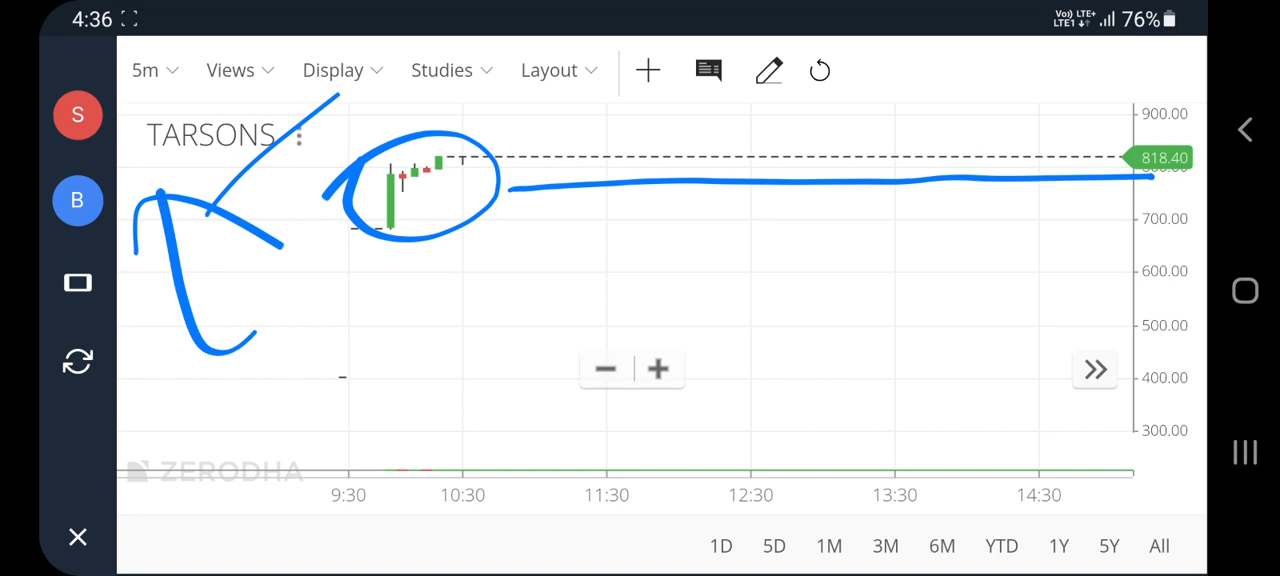 4:36 Vo) LTE+ LTE1 76%
5m Views Display Studies Layout
S
TARSONS
B
900.00
818.40
700.00
600.00
500.00
400.00
300.00
ZERODHA
9:30 10:30 11:30 12:30 13:30 14:30
1D 5D 1M 3M 6M YTD 1Y 5Y All